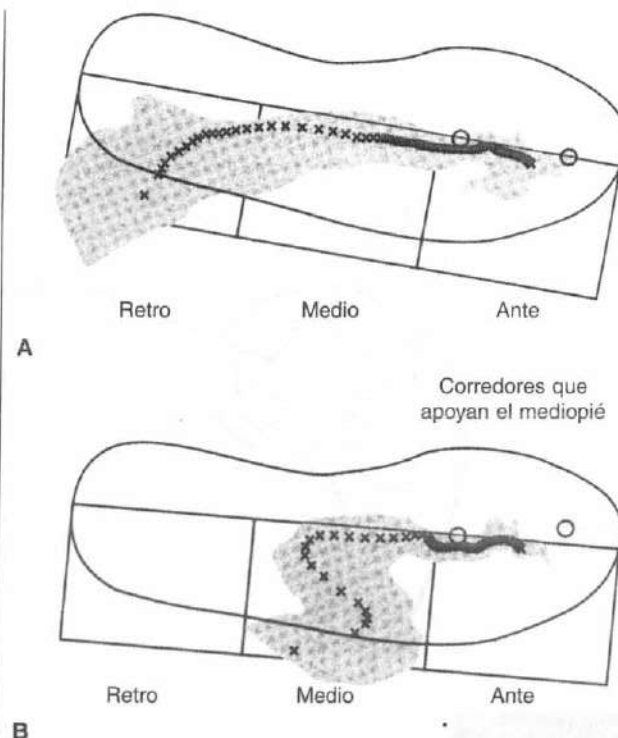 Retro Medio Ante
A
Corredores que
apoyan el mediopié
Retro Medio Ante
B